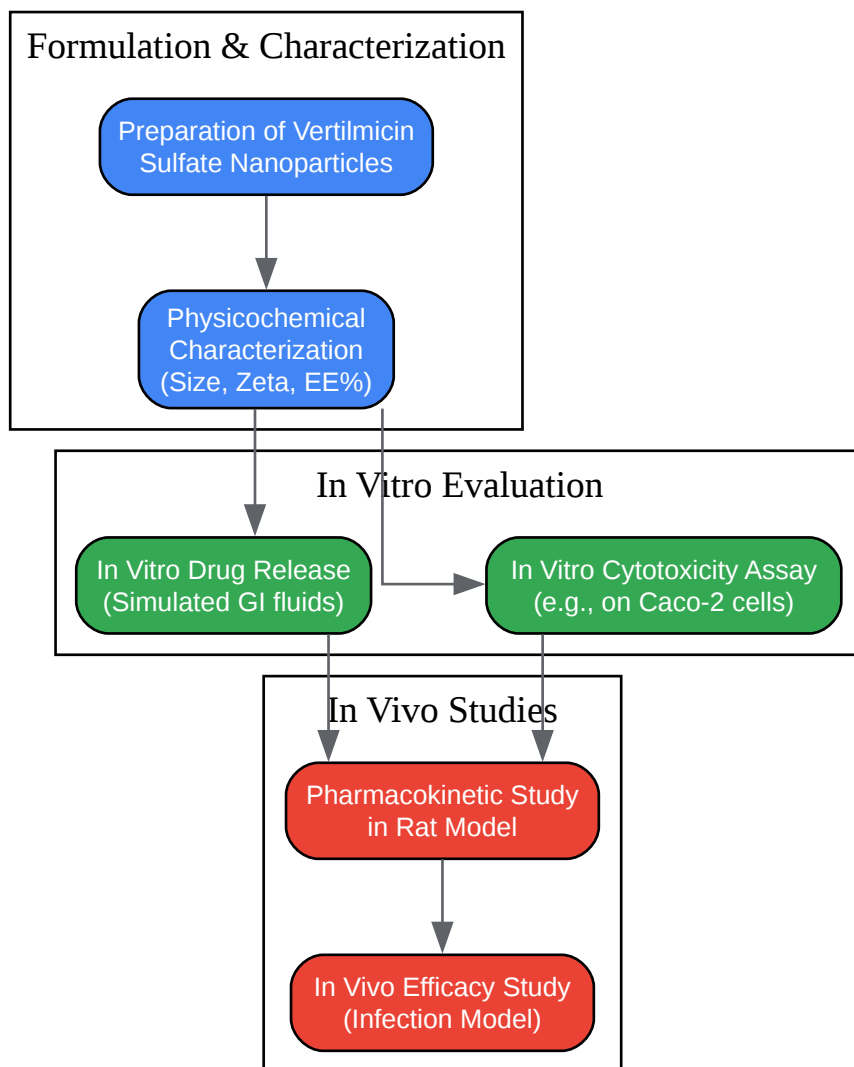 Formulation & Characterization
Preparation of Vertilmicin
Sulfate Nanoparticles
Physicochemical
Characterization
(Size, Zeta, EE%)
In Vitro Evaluation
In Vitro Drug Release
(Simulated GI fluids)
In Vitro Cytotoxicity Assay
(e.g., on Caco-2 cells)
In Vivo Studies
Pharmacokinetic Study
in Rat Model
In Vivo Efficacy Study
(Infection Model)